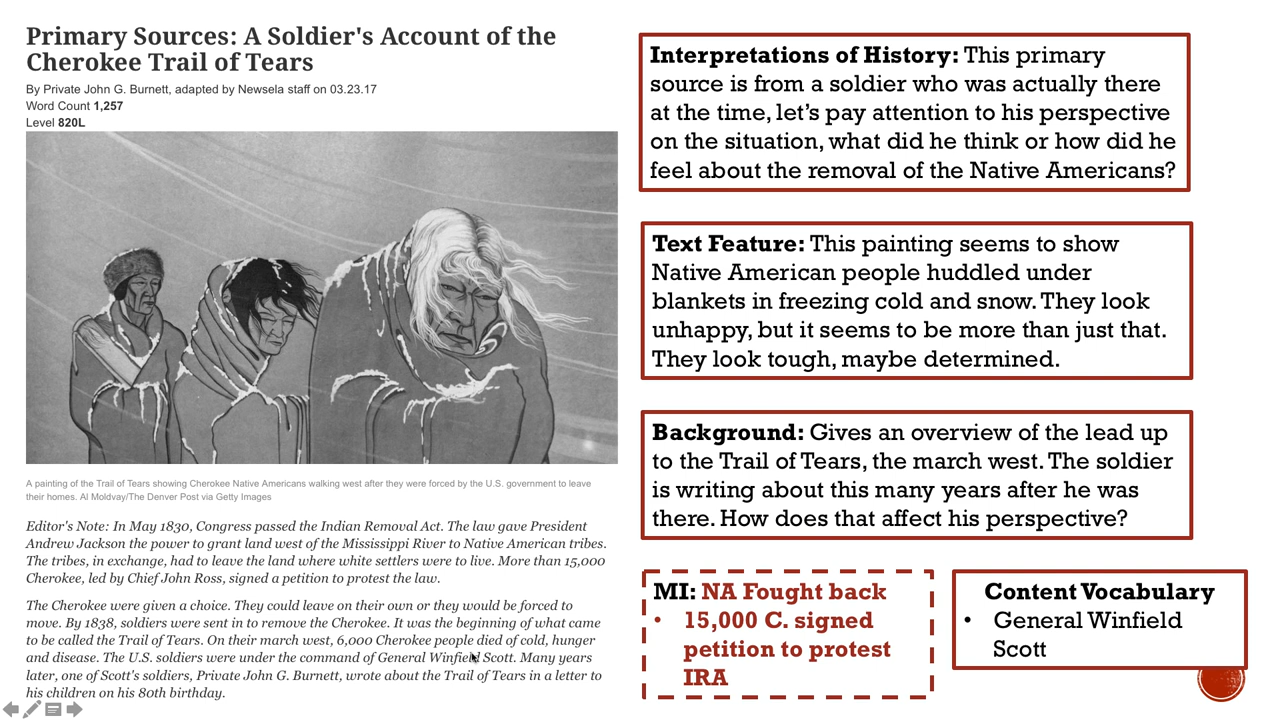 Primary Sources: A Soldier's Account of the
Cherokee Trail of Tears
By Private John G. Burnett, adapted by Newsela staff on 03.23.17
Word Count 1,257
Level 820L
A painting of the Trail of Tears showing Cherokee Native Americans walking west after they were forced by the U.S. government to leave
their homes. Al Moldvay/The Denver Post via Getty Images
Editor's Note: In May 1830, Congress passed the Indian Removal Act. The law gave President
Andrew Jackson the power to grant land west of the Mississippi River to Native American tribes.
The tribes, in exchange, had to leave the land where white settlers were to live. More than 15,000
Cherokee, led by Chief John Ross, signed a petition to protest the law.
The Cherokee were given a choice. They could leave on their own or they would be forced to
move. By 1838, soldiers were sent in to remove the Cherokee. It was the beginning of what came
to be called the Trail of Tears. On their march west, 6,000 Cherokee people died of cold, hunger
and disease. The U.S. soldiers were under the command of General Winfield Scott. Many years
later, one of Scott's soldiers, Private John G. Burnett, wrote about the Trail of Tears in a letter to
his children on his 80th birthday.
Interpretations of History: This primary
source is from a soldier who was actually there
at the time, let's pay attention to his perspective
on the situation, what did he think or how did he
feel about the removal of the Native Americans?
Text Feature: This painting seems to show
Native American people huddled under
blankets in freezing cold and snow. They look
unhappy, but it seems to be more than just that.
They look tough, maybe determined.
Background: Gives an overview of the lead up
to the Trail of Tears, the march west. The soldier
is writing about this many years after he was
there. How does that affect his perspective?
MI: NA Fought back
• 15,000 C. signed
petition to protest
IRA
Content Vocabulary
• General Winfield
Scott